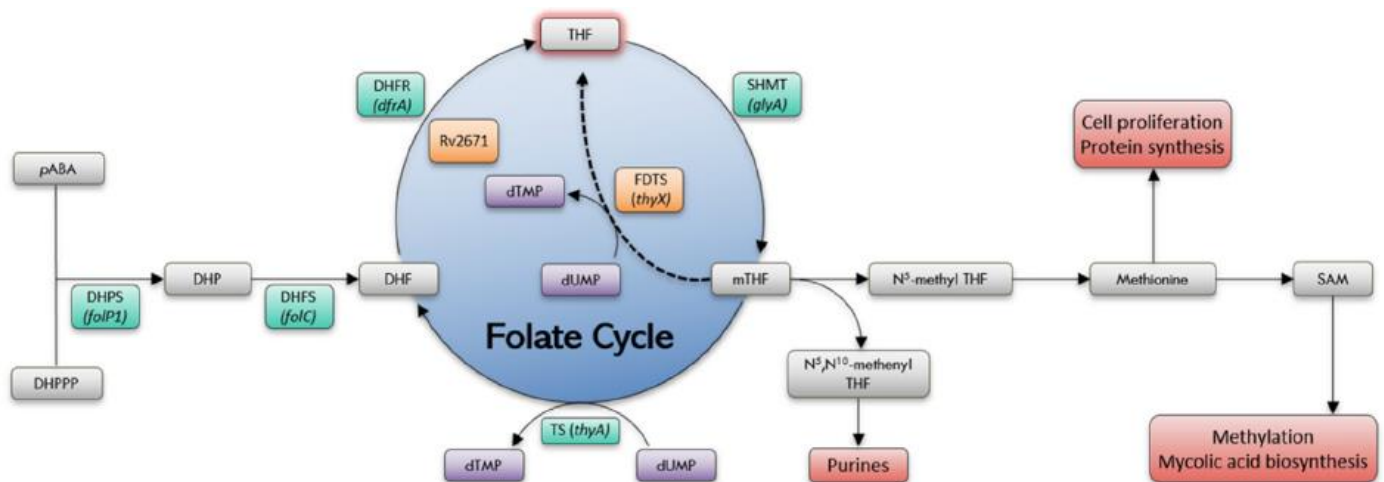 THF
DHFR
(dfrA)
SHMT
(glyA)
Rv2671
Cell proliferation
Protein synthesis
pABA
dTMP
FDTS
(thyX)
DHP
DHF
dUMP
mTHF
N⁵-methyl THF
Methionine
SAM
DHPS
(folP1)
DHFS
(folC)
Folate Cycle
DHPPP
N⁵,N¹⁰-methenyl
THF
TS (thyA)
dTMP
dUMP
Purines
Methylation
Mycolic acid biosynthesis